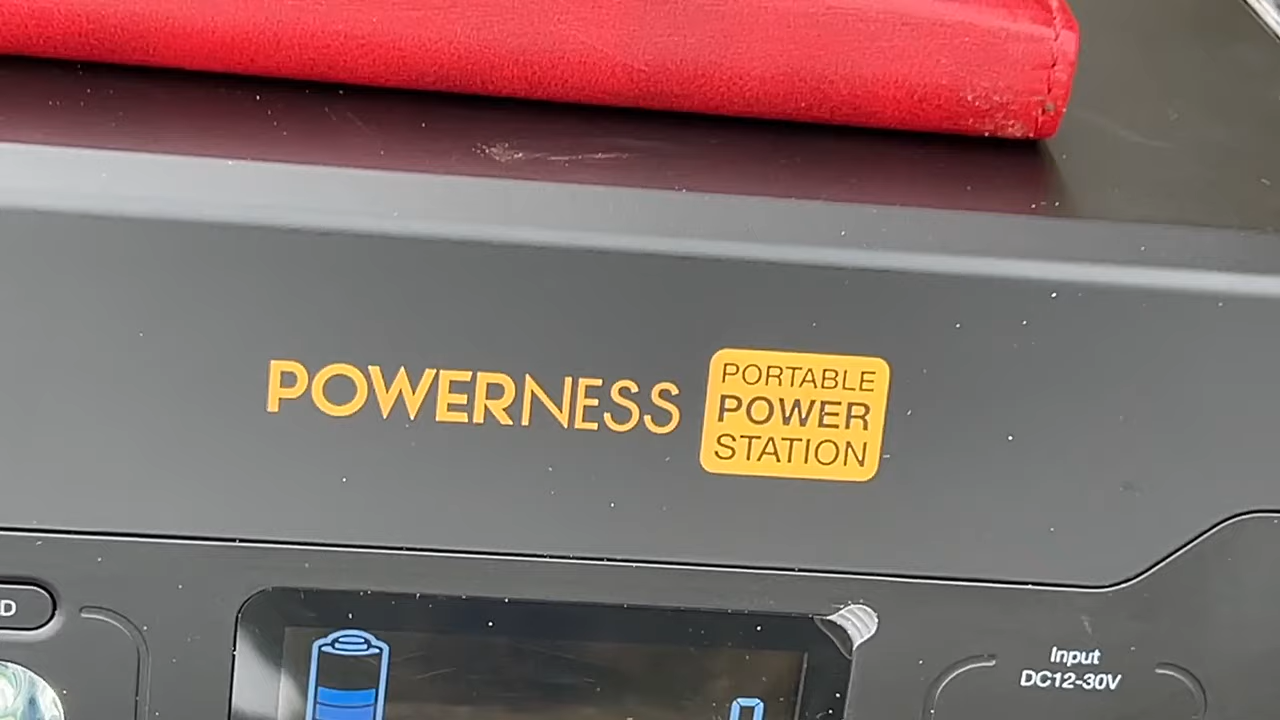 POWERNESS
PORTABLE
POWER
STATION
D
Input
DC12-30V